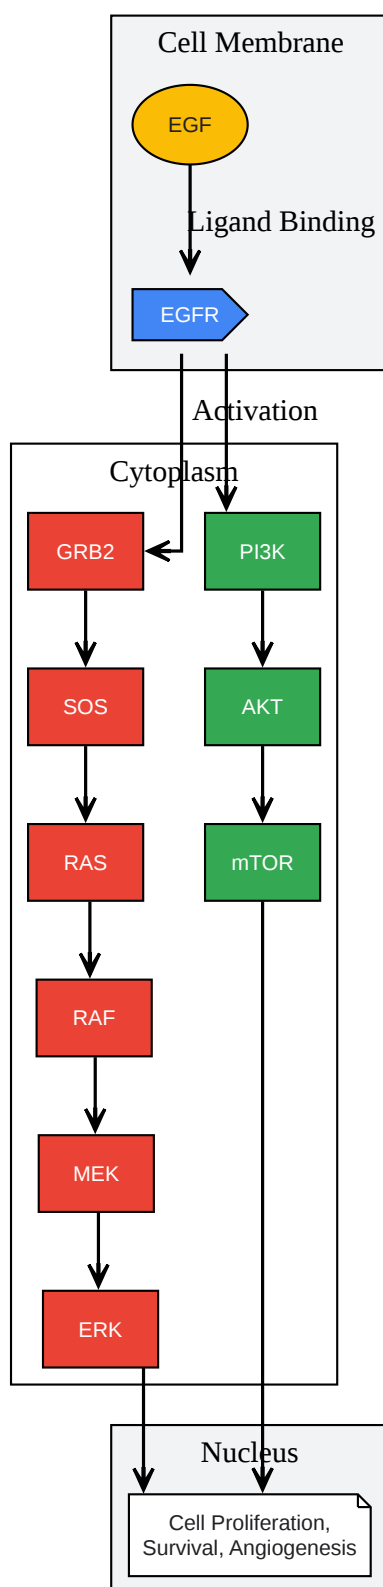 Cell Membrane
EGF
Ligand Binding
EGFR
Activation
Cytoplasm
GRB2
PI3K
SOS
AKT
RAS
mTOR
RAF
MEK
ERK
Nucleus
Cell Proliferation,
Survival, Angiogenesis